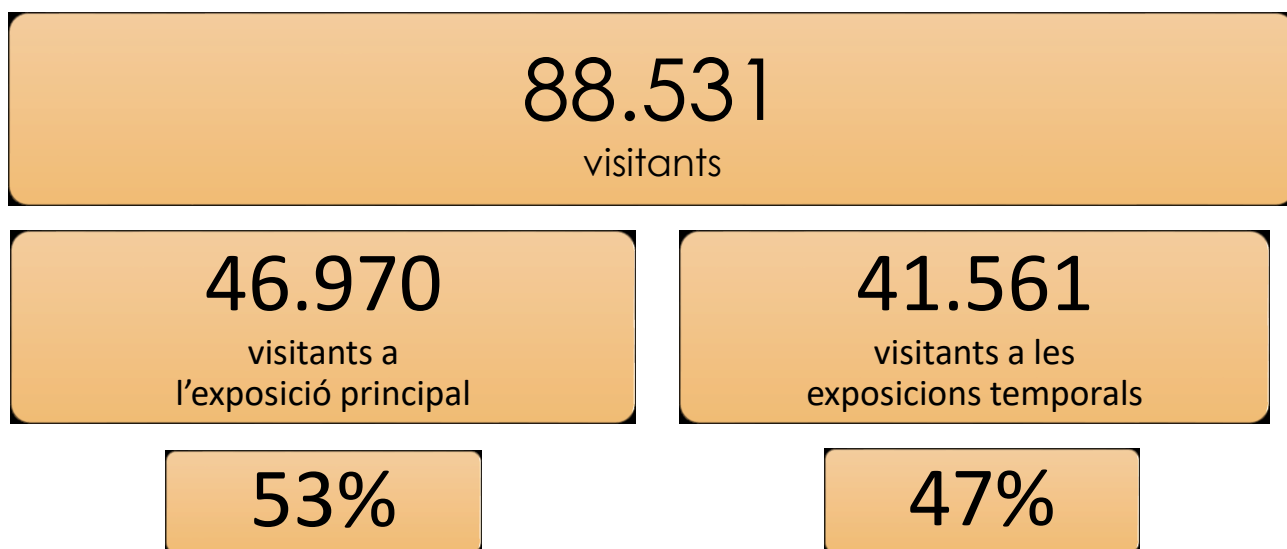 88.531
visitants
46.970
visitants a
l’exposició principal
41.561
visitants a les
exposicions temporals
53%
47%